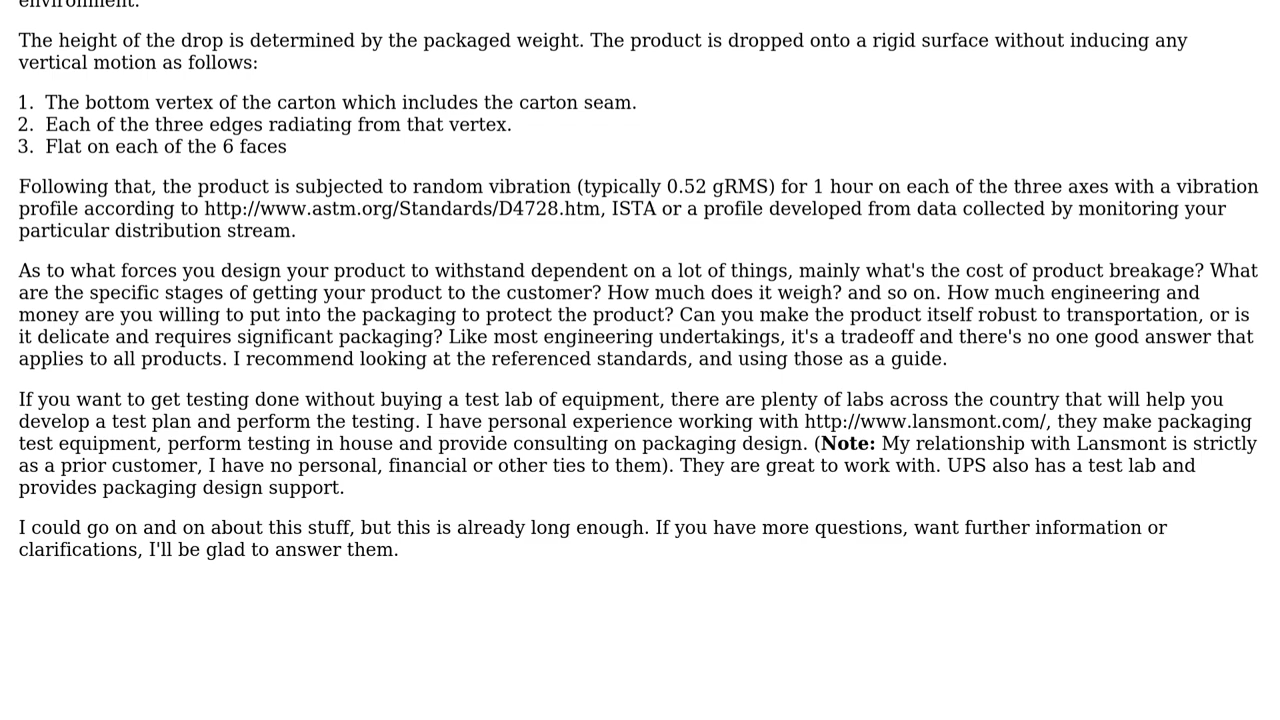 environment.
The height of the drop is determined by the packaged weight. The product is dropped onto a rigid surface without inducing any
vertical motion as follows:
1. The bottom vertex of the carton which includes the carton seam.
2. Each of the three edges radiating from that vertex.
3. Flat on each of the 6 faces
Following that, the product is subjected to random vibration (typically 0.52 gRMS) for 1 hour on each of the three axes with a vibration
profile according to http://www.astm.org/Standards/D4728.htm, ISTA or a profile developed from data collected by monitoring your
particular distribution stream.
As to what forces you design your product to withstand dependent on a lot of things, mainly what's the cost of product breakage? What
are the specific stages of getting your product to the customer? How much does it weigh? and so on. How much engineering and
money are you willing to put into the packaging to protect the product? Can you make the product itself robust to transportation, or is
it delicate and requires significant packaging? Like most engineering undertakings, it's a tradeoff and there's no one good answer that
applies to all products. I recommend looking at the referenced standards, and using those as a guide.
If you want to get testing done without buying a test lab of equipment, there are plenty of labs across the country that will help you
develop a test plan and perform the testing. I have personal experience working with http://www.lansmont.com/, they make packaging
test equipment, perform testing in house and provide consulting on packaging design. (Note: My relationship with Lansmont is strictly
as a prior customer, I have no personal, financial or other ties to them). They are great to work with. UPS also has a test lab and
provides packaging design support.
I could go on and on about this stuff, but this is already long enough. If you have more questions, want further information or
clarifications, I'll be glad to answer them.